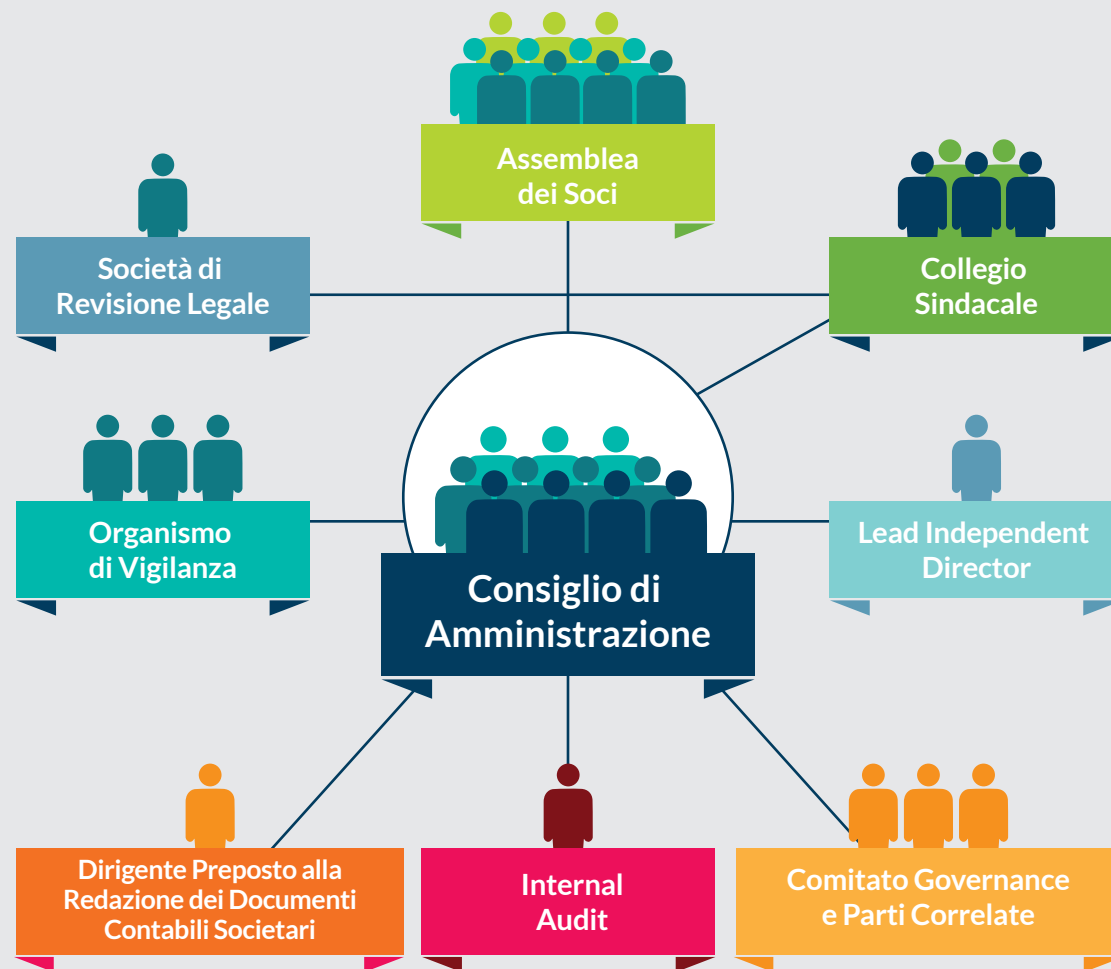 Assemblea
dei Soci
Società di
Revisione Legale
Collegio
Sindacale
Organismo
di Vigilanza
Lead Independent
Director
Consiglio di
Amministrazione
Dirigente Preposto alla
Redazione dei Documenti
Contabili Societari
Internal
Audit
Comitato Governance
e Parti Correlate